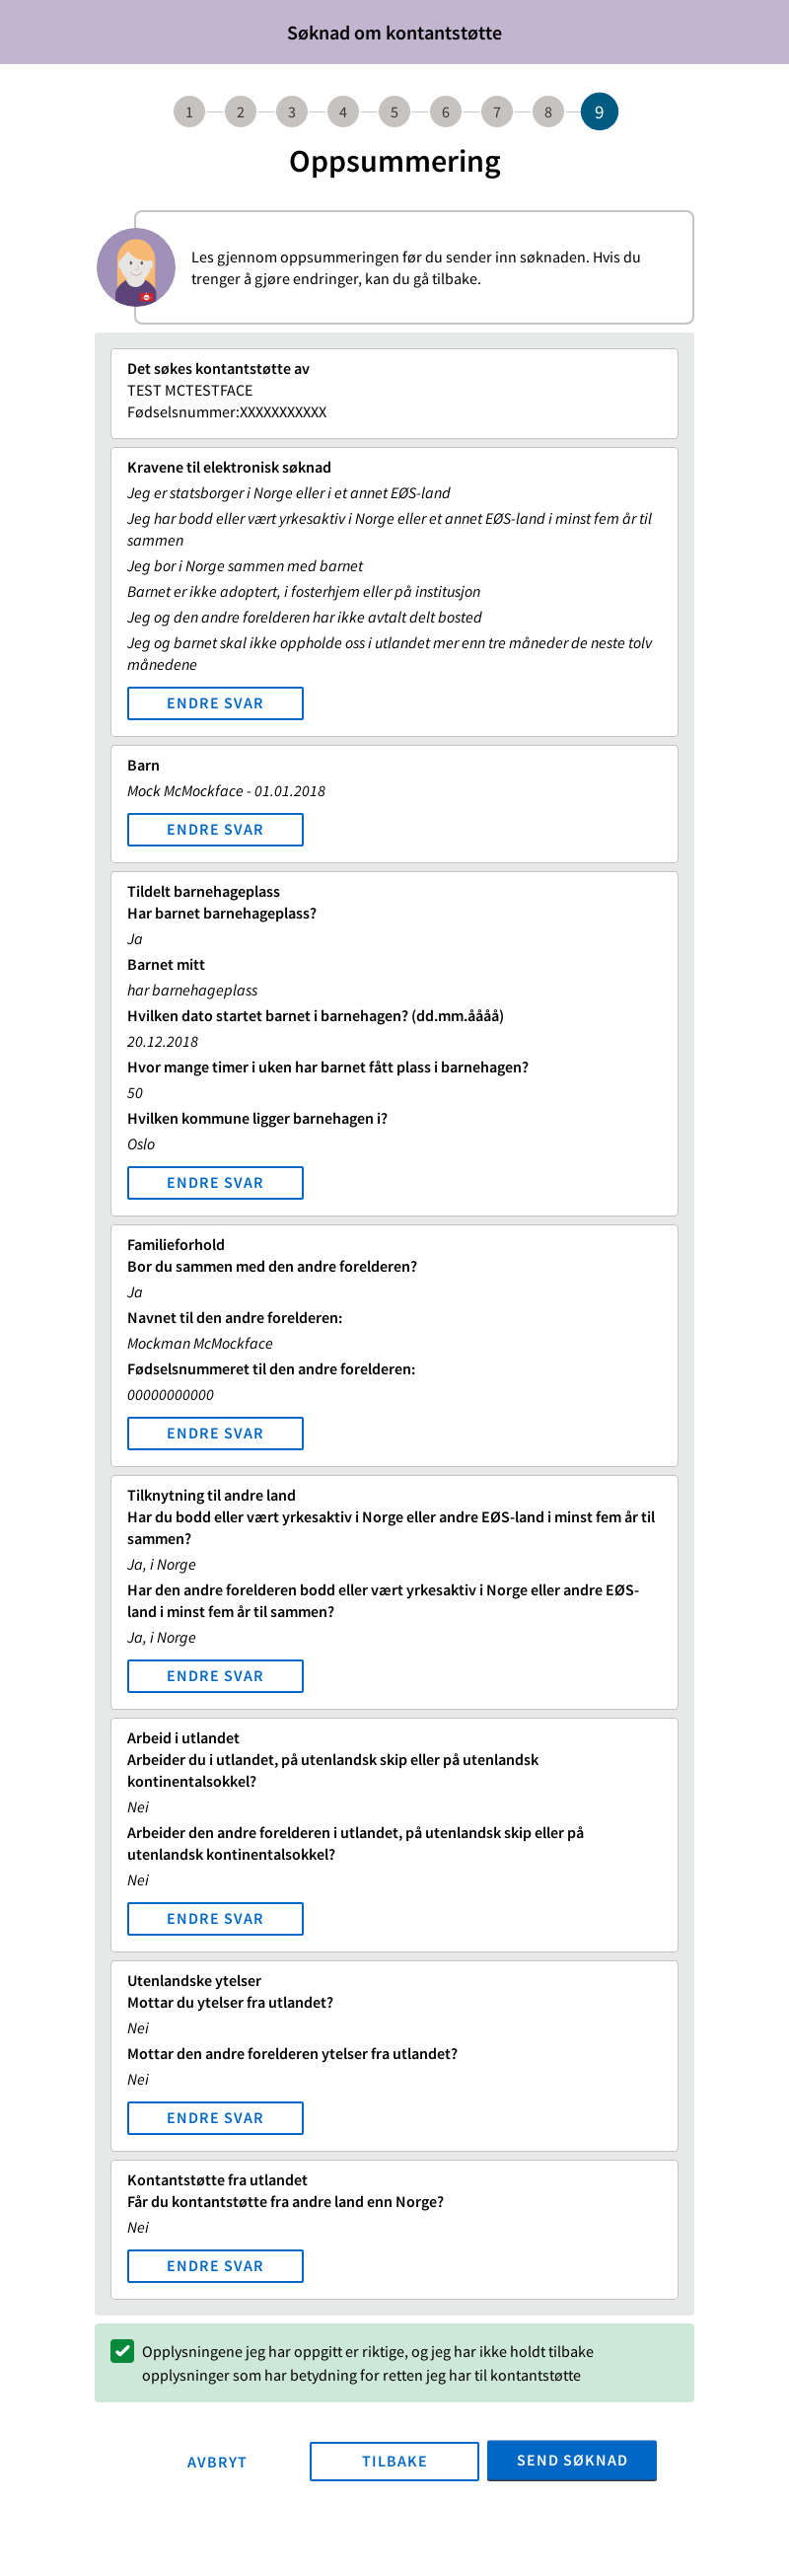 Søknad om kontantstøtte
1 2 3 4 5 6 7 8 9
Oppsummering
Les gjennom oppsummeringen før du sender inn søknaden. Hvis du
trenger å gjøre endringer, kan du gå tilbake.
Det søkes kontantstøtte av
TEST MCTESTFACE
Fødselsnummer:XXXXXXXXXXX
Kravene til elektronisk søknad
Jeg er statsborger i Norge eller i et annet EØS-land
Jeg har bodd eller vært yrkesaktiv i Norge eller et annet EØS-land i minst fem år til
sammen
Jeg bor i Norge sammen med barnet
Barnet er ikke adoptert, i fosterhjem eller på institusjon
Jeg og den andre forelderen har ikke avtalt delt bosted
Jeg og barnet skal ikke oppholde oss i utlandet mer enn tre måneder de neste tolv
månedene
ENDRE SVAR
Barn
Mock McMockface - 01.01.2018
ENDRE SVAR
Tildelt barnehageplass
Har barnet barnehageplass?
Ja
Barnet mitt
har barnehageplass
Hvilken dato startet barnet i barnehagen? (dd.mm.åååå)
20.12.2018
Hvor mange timer i uken har barnet fått plass i barnehagen?
50
Hvilken kommune ligger barnehagen i?
Oslo
ENDRE SVAR
Familieforhold
Bor du sammen med den andre forelderen?
Ja
Navnet til den andre forelderen:
Mockman McMockface
Fødselsnummeret til den andre forelderen:
00000000000
ENDRE SVAR
Tilknytning til andre land
Har du bodd eller vært yrkesaktiv i Norge eller andre EØS-land i minst fem år til
sammen?
Ja, i Norge
Har den andre forelderen bodd eller vært yrkesaktiv i Norge eller andre EØS-
land i minst fem år til sammen?
Ja, i Norge
ENDRE SVAR
Arbeid i utlandet
Arbeider du i utlandet, på utenlandsk skip eller på utenlandsk
kontinentalsokkel?
Nei
Arbeider den andre forelderen i utlandet, på utenlandsk skip eller på
utenlandsk kontinentalsokkel?
Nei
ENDRE SVAR
Utenlandske ytelser
Mottar du ytelser fra utlandet?
Nei
Mottar den andre forelderen ytelser fra utlandet?
Nei
ENDRE SVAR
Kontantstøtte fra utlandet
Får du kontantstøtte fra andre land enn Norge?
Nei
ENDRE SVAR
Opplysningene jeg har oppgitt er riktige, og jeg har ikke holdt tilbake
opplysninger som har betydning for retten jeg har til kontantstøtte
AVBRYT TILBAKE SEND SØKNAD